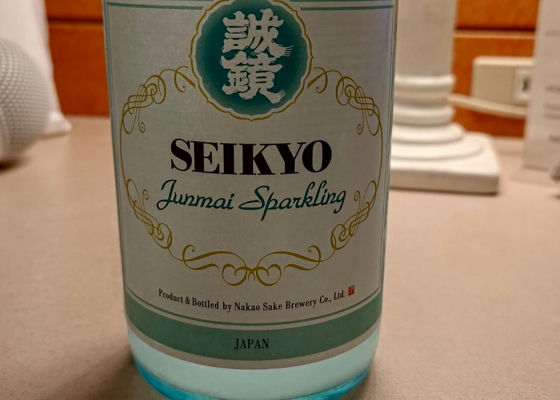 誠
鏡
SEIKYO
Junmai Sparkling
Product & Bottled by Nakao Sake Brewery Co., Ltd.
JAPAN